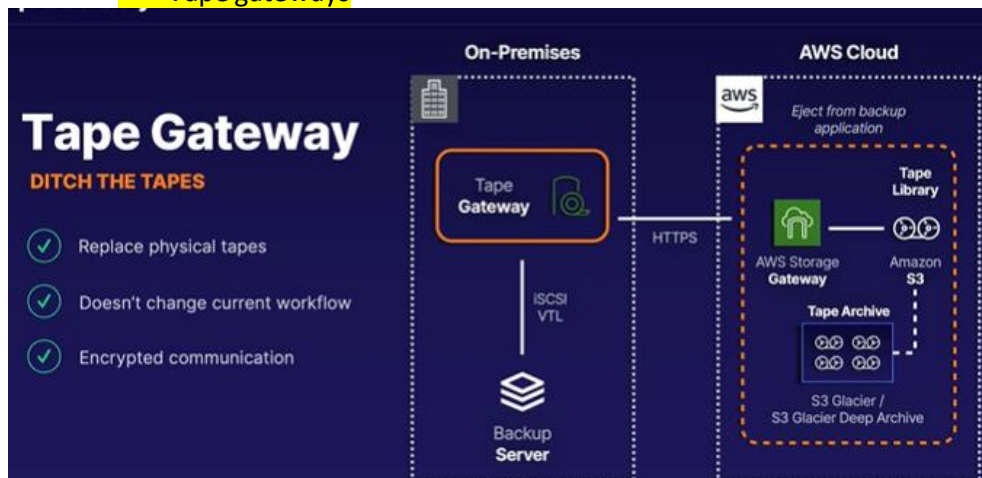 Tape gateways
On-Premises
AWS Cloud
aws
Eject from backup
application
Tape Gateway
DITCH THE TAPES
Replace physical tapes
Doesn't change current workflow
Encrypted communication
Tape
Gateway
HTTPS
iSCSI
VTL
Backup
Server
Tape
Library
AWS Storage
Gateway
Amazon
S3
Tape Archive
S3 Glacier /
S3 Glacier Deep Archive